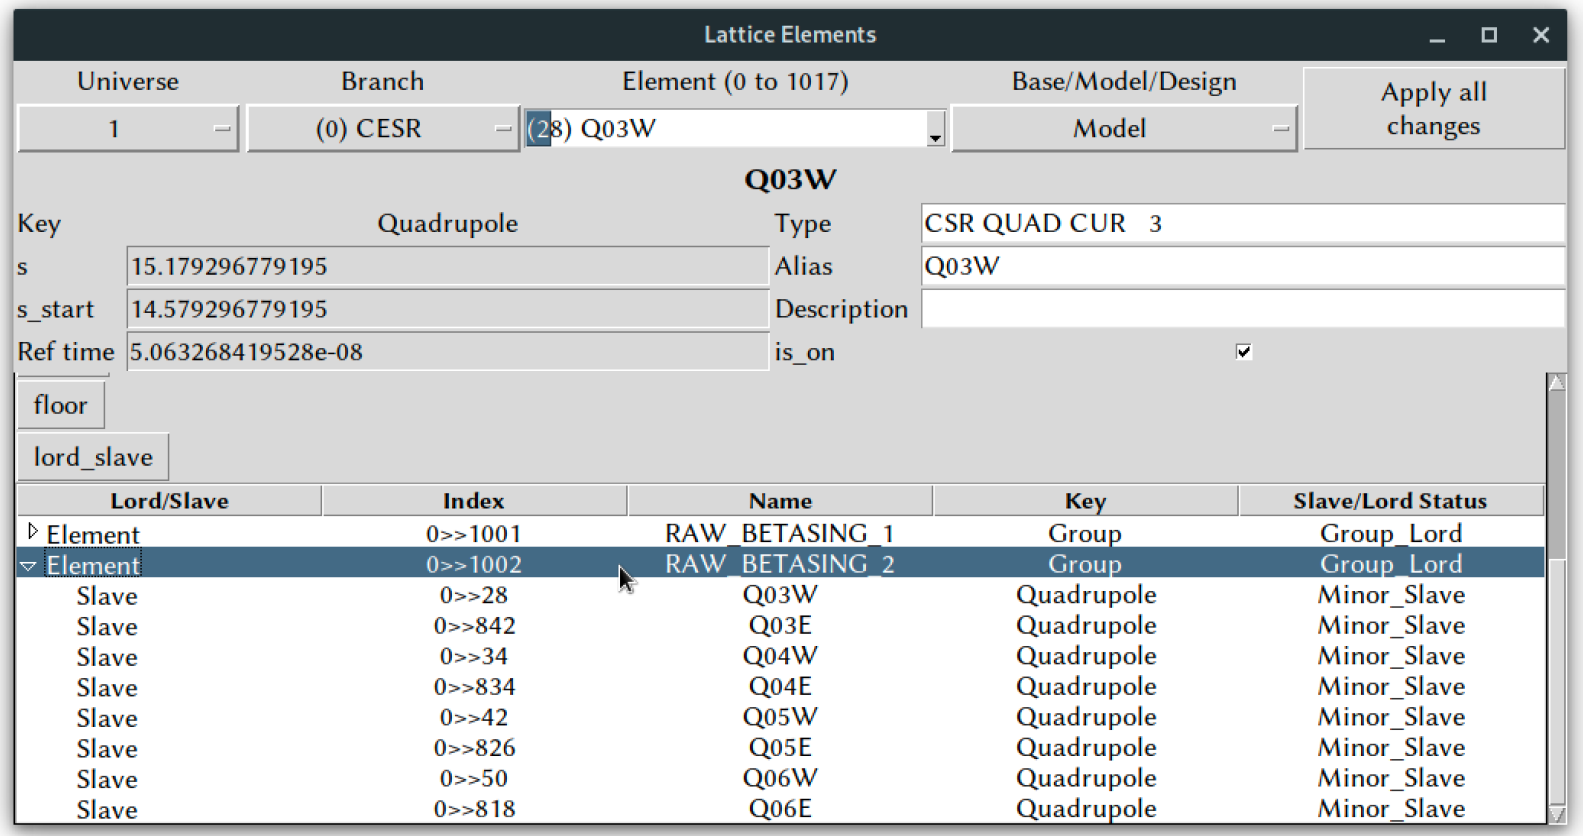 Lattice Elements
Universe Branch Element (0 to 1017) Base/Model/Design Apply all changes
1 (0) CESR (28) Q03W Model
Q03W
Key Quadrupole Type CSR QUAD CUR 3
s 15.179296779195 Alias Q03W
s_start 14.579296779195 Description
Ref time 5.063268419528e-08 is_on
floor
lord_slave
Lord/Slave Index Name Key Slave/Lord Status
Element 0>>1001 RAW_BETASING_1 Group Group_Lord
Element 0>>1002 RAW_BETASING_2 Group Group_Lord
Slave 0>>28 Q03W Quadrupole Minor_Slave
Slave 0>>842 Q03E Quadrupole Minor_Slave
Slave 0>>34 Q04W Quadrupole Minor_Slave
Slave 0>>834 Q04E Quadrupole Minor_Slave
Slave 0>>42 Q05W Quadrupole Minor_Slave
Slave 0>>826 Q05E Quadrupole Minor_Slave
Slave 0>>50 Q06W Quadrupole Minor_Slave
Slave 0>>818 Q06E Quadrupole Minor_Slave